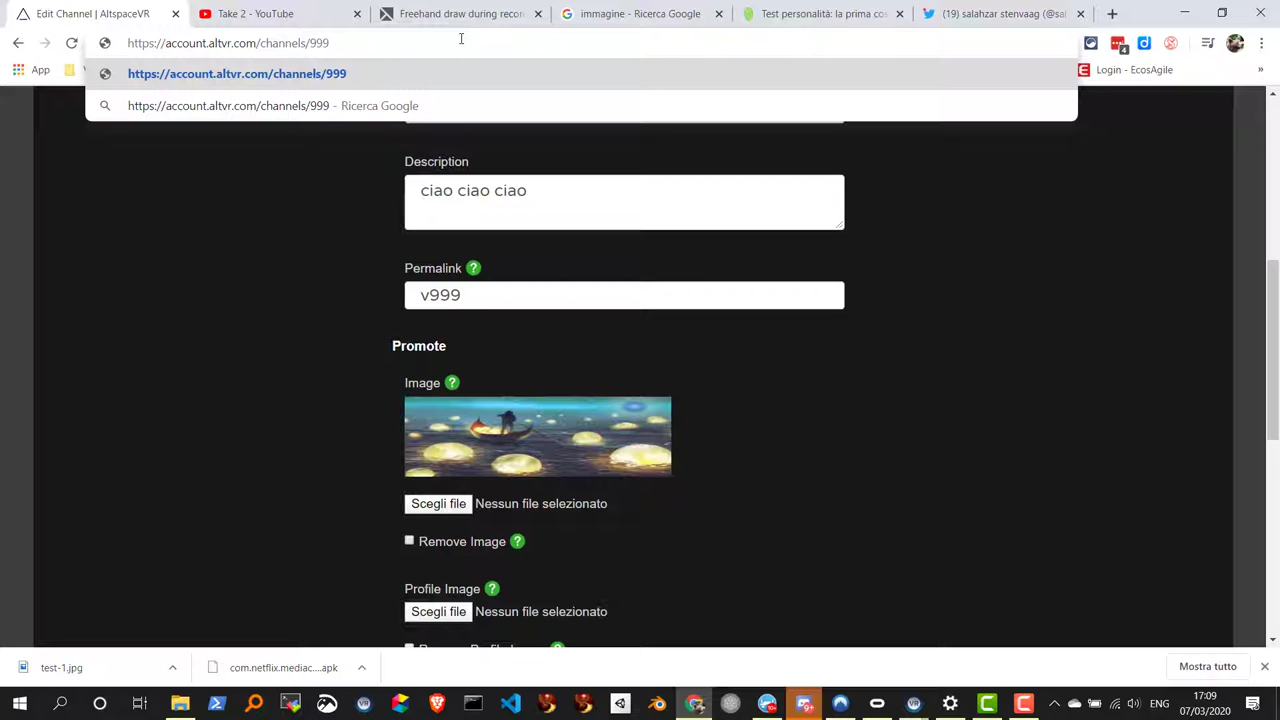 Edit Channel | AltspaceVR
Take 2 - YouTube
Freehand draw during recor
immagine - Ricerca Google
Test personalità: la prima cos
(19) salahzar stenvaag (@sal
https://account.altvr.com/channels/999
4
App
https://account.altvr.com/channels/999
Login - EcosAgile
»
https://account.altvr.com/channels/999 - Ricerca Google
Description
ciao ciao ciao
Permalink ?
v999
Promote
Image ?
Scegli file Nessun file selezionato
Remove Image ?
Profile Image ?
Scegli file Nessun file selezionato
test-1.jpg
com.netflix.mediac....apk
Mostra tutto
17:09
ENG
07/03/2020